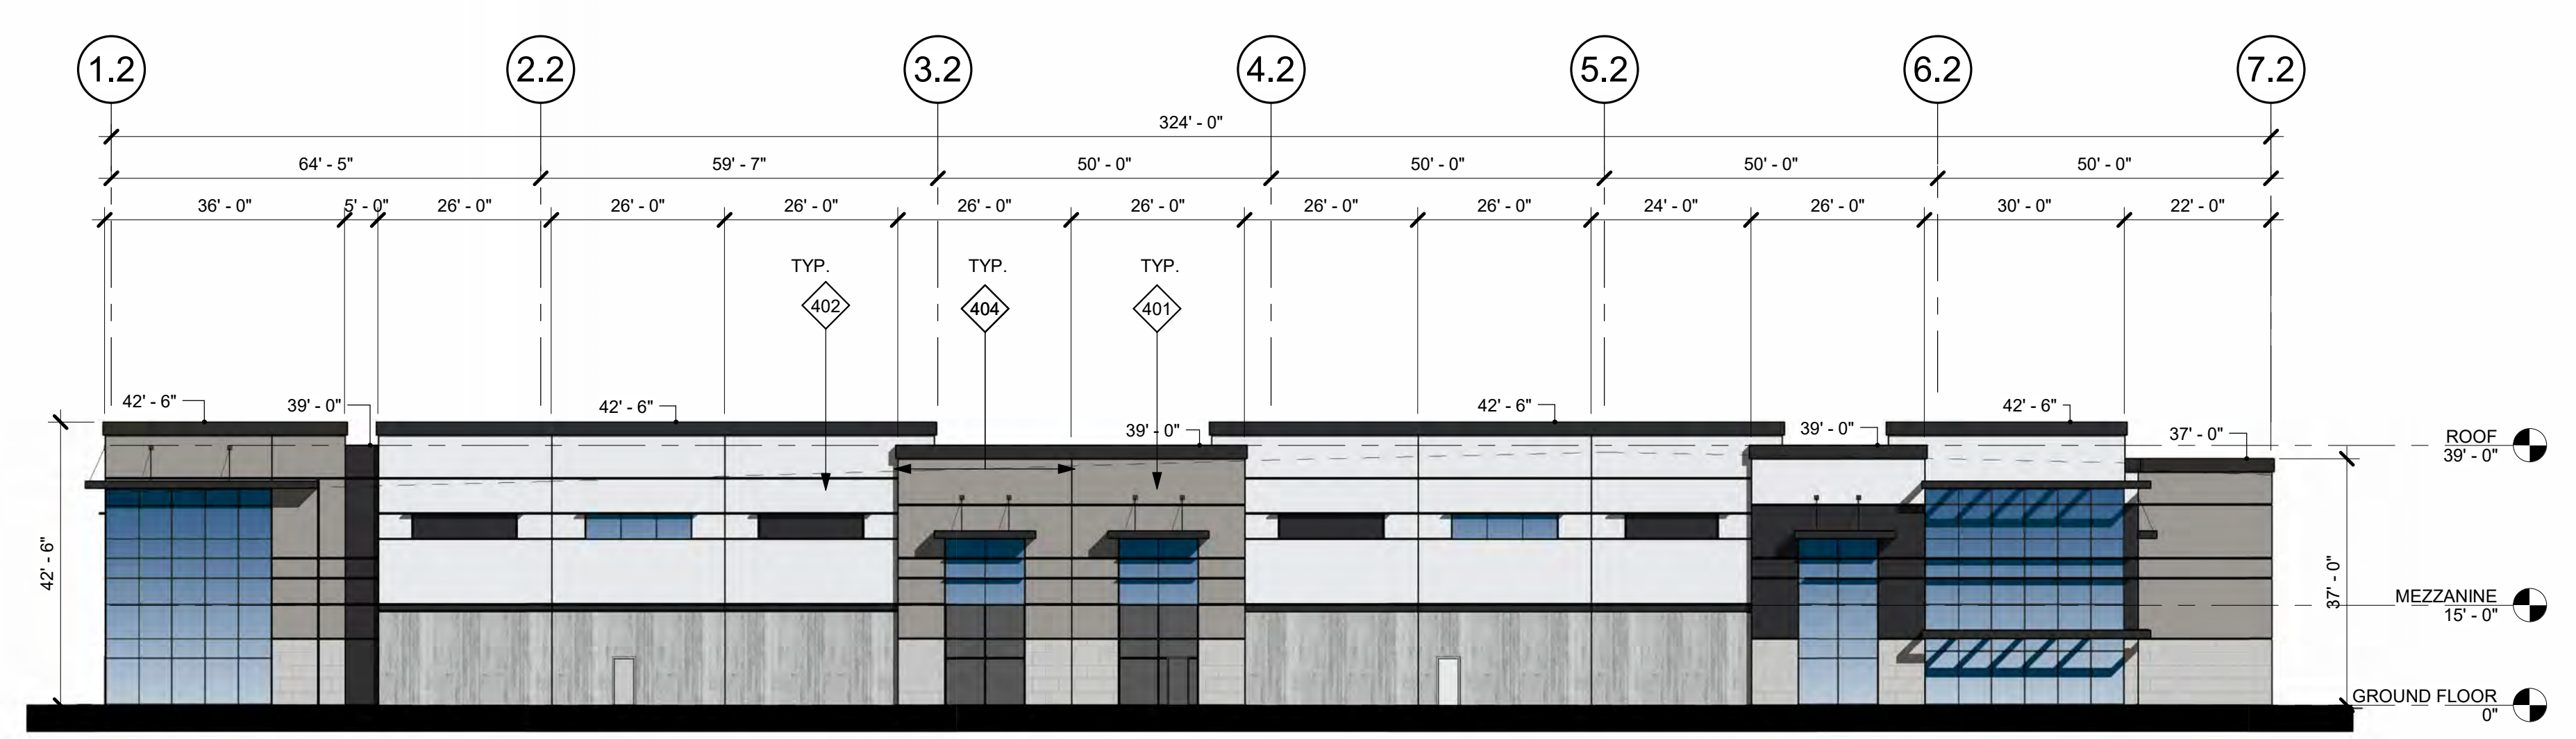 1.2 2.2 3.2 4.2 5.2 6.2 7.2
324' - 0"
64' - 5" 59' - 7" 50' - 0" 50' - 0" 50' - 0" 50' - 0"
36' - 0" 5' - 0" 26' - 0" 26' - 0" 26' - 0" 26' - 0" 26' - 0" 26' - 0" 26' - 0" 24' - 0" 26' - 0" 30' - 0" 22' - 0"
TYP. TYP. TYP.
402 404 401
42' - 6" 39' - 0" 42' - 6" 39' - 0" 42' - 6" 39' - 0" 42' - 6" 37' - 0"
ROOF
39' - 0"
42' - 6"
37' - 0"
MEZZANINE
15' - 0"
GROUND FLOOR
0"